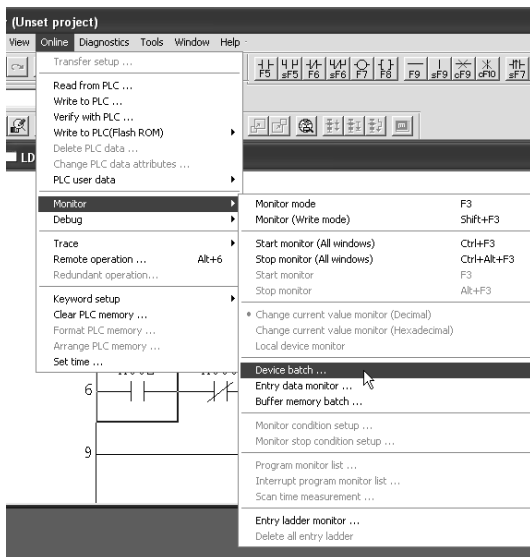 (Unset project)
View Online Diagnostics Tools Window Help
Transfer setup ...
F5 sF5 F6 sF6 F7 F8 F9 sF9 cF9 cF10 sF7
Read from PLC ...
Write to PLC ...
Verify with PLC ...
Write to PLC(Flash ROM)
Delete PLC data ...
Change PLC data attributes ...
PLC user data
LD
Monitor
Debug
Trace
Remote operation ... Alt+6
Redundant operation...
Keyword setup
Clear PLC memory ...
Format PLC memory ...
Arrange PLC memory ...
Set time ...
Monitor mode F3
Monitor (Write mode) Shift+F3
Start monitor (All windows) Ctrl+F3
Stop monitor (All windows) Ctrl+Alt+F3
Start monitor F3
Stop monitor Alt+F3
Change current value monitor (Decimal)
Change current value monitor (Hexadecimal)
Local device monitor
Device batch ...
Entry data monitor ...
Buffer memory batch ...
Monitor condition setup ...
Monitor stop condition setup ...
Program monitor list ...
Interrupt program monitor list ...
Scan time measurement ...
Entry ladder monitor ...
Delete all entry ladder
6
9